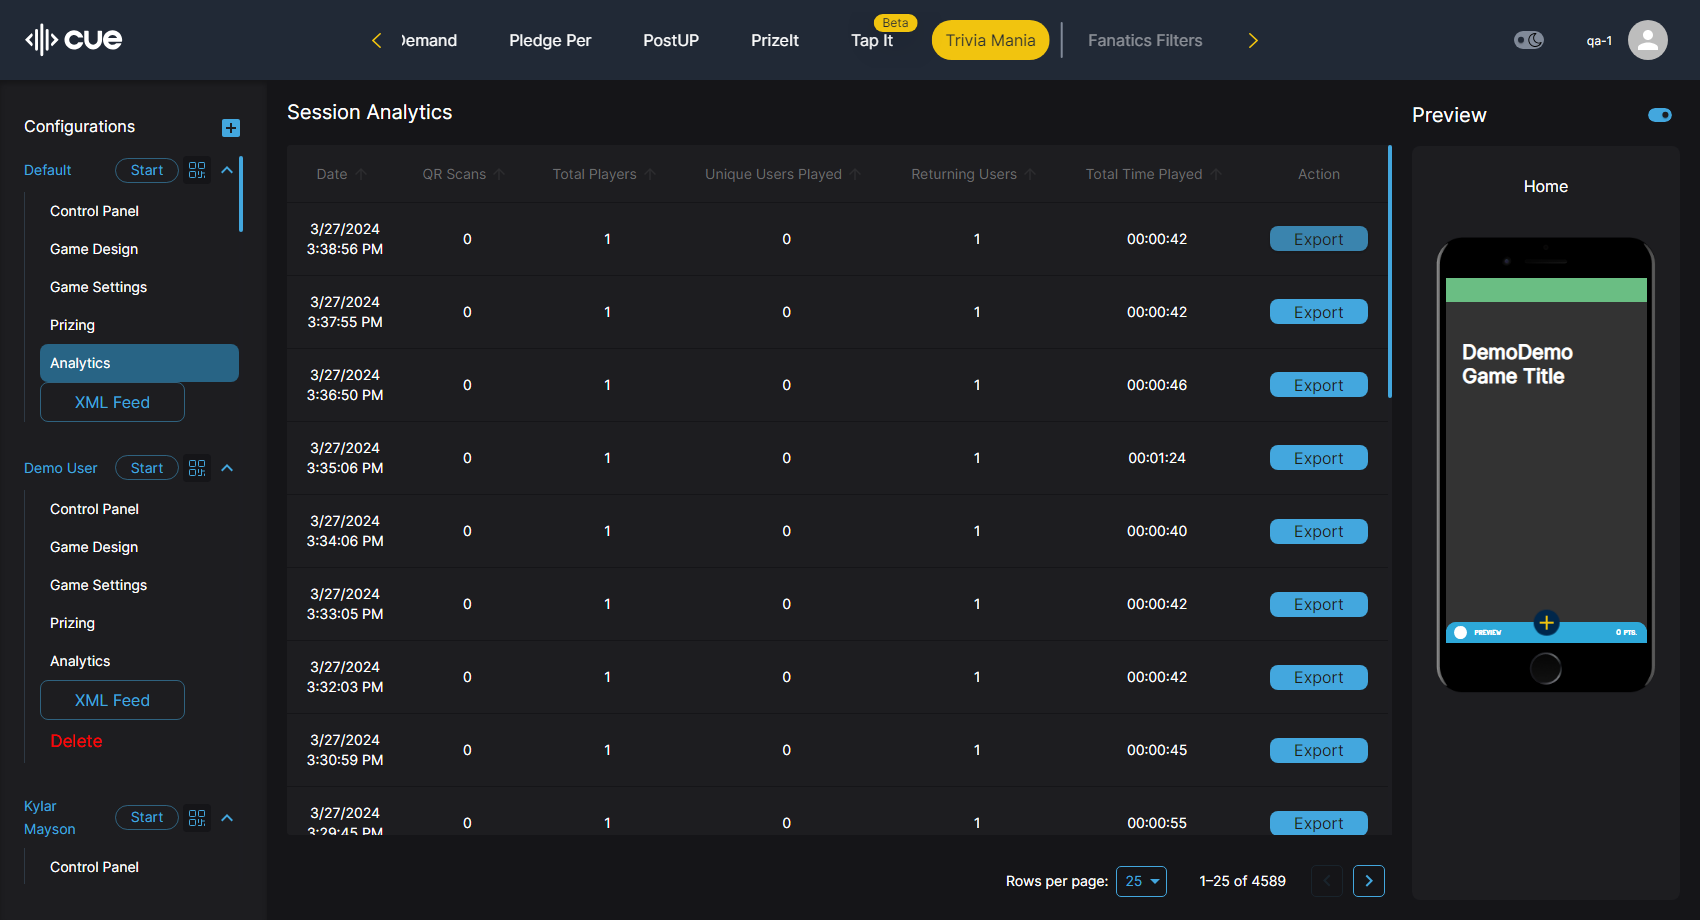 cue
Demand
Pledge Per
PostUP
PrizeIt
Tap It
Beta
Trivia Mania
Fanatics Filters
qa-1
Configurations
Default
Start
Control Panel
Game Design
Game Settings
Prizing
Analytics
XML Feed
Demo User
Start
Control Panel
Game Design
Game Settings
Prizing
Analytics
XML Feed
Delete
Kylar
Mayson
Start
Control Panel
Session Analytics
Date QR Scans Total Players Unique Users Played Returning Users Total Time Played Action
3/27/2024
3:38:56 PM 0 1 0 1 00:00:42 Export
3/27/2024
3:37:55 PM 0 1 0 1 00:00:42 Export
3/27/2024
3:36:50 PM 0 1 0 1 00:00:46 Export
3/27/2024
3:35:06 PM 0 1 0 1 00:01:24 Export
3/27/2024
3:34:06 PM 0 1 0 1 00:00:40 Export
3/27/2024
3:33:05 PM 0 1 0 1 00:00:42 Export
3/27/2024
3:32:03 PM 0 1 0 1 00:00:42 Export
3/27/2024
3:30:59 PM 0 1 0 1 00:00:45 Export
3/27/2024
3:29:45 PM 0 1 0 1 00:00:55 Export
Rows per page: 25 1–25 of 4589
Preview
Home
DemoDemo
Game Title
PREVIEW
0 PTS.